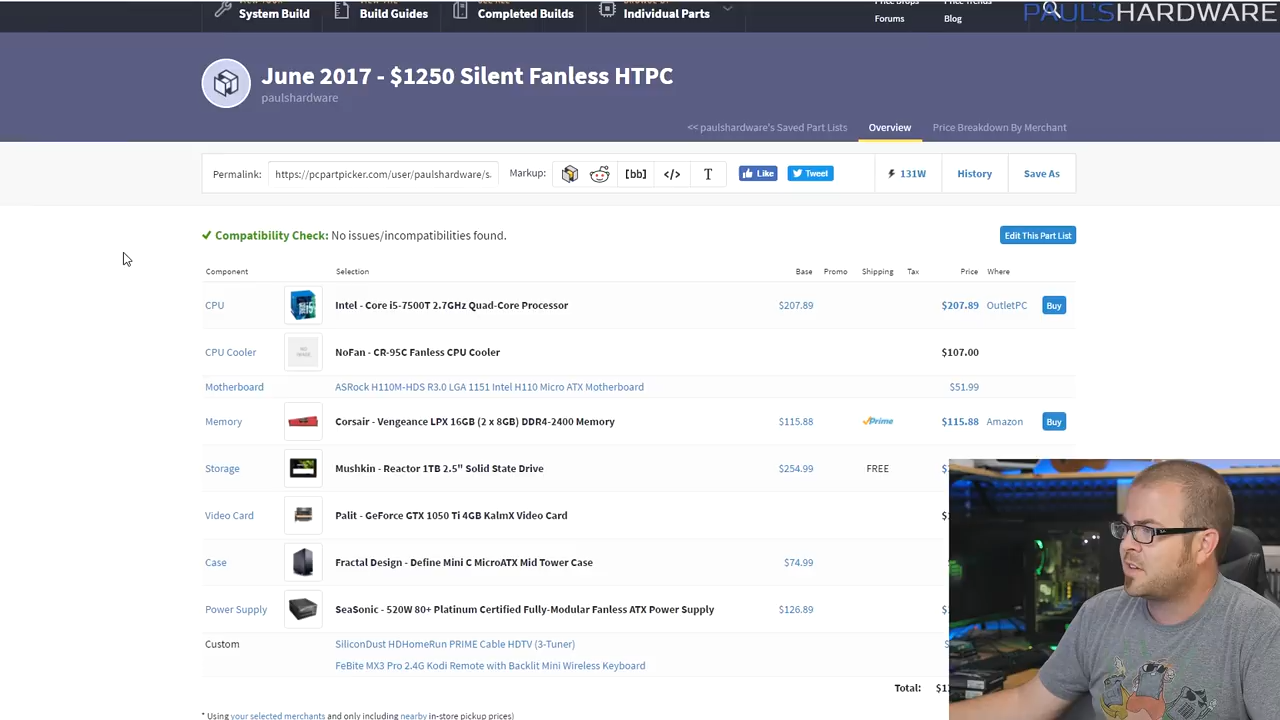 System Build
Build Guides
Completed Builds
Individual Parts
Price Drops
Price Trends
Forums
Blog
PAUL'SHARDWARE
June 2017 - $1250 Silent Fanless HTPC
paulshardware
<< paulshardware's Saved Part Lists
Overview
Price Breakdown By Merchant
Permalink:
https://pcpartpicker.com/user/paulshardware/s.
Markup:
[bb]
</>
T
Like
Tweet
131W
History
Save As
Compatibility Check: No issues/incompatibilities found.
Edit This Part List
Component Selection Base Promo Shipping Tax Price Where
CPU Intel - Core i5-7500T 2.7GHz Quad-Core Processor $207.89 $207.89 OutletPC Buy
CPU Cooler NoFan - CR-95C Fanless CPU Cooler $107.00
Motherboard ASRock H110M-HDS R3.0 LGA 1151 Intel H110 Micro ATX Motherboard $51.99
Memory Corsair - Vengeance LPX 16GB (2 x 8GB) DDR4-2400 Memory $115.88 Prime $115.88 Amazon Buy
Storage Mushkin - Reactor 1TB 2.5" Solid State Drive $254.99 FREE
Video Card Palit - GeForce GTX 1050 Ti 4GB KalmX Video Card
Case Fractal Design - Define Mini C MicroATX Mid Tower Case $74.99
Power Supply SeaSonic - 520W 80+ Platinum Certified Fully-Modular Fanless ATX Power Supply $126.89
Custom SiliconDust HDHomeRun PRIME Cable HDTV (3-Tuner)
FeBite MX3 Pro 2.4G Kodi Remote with Backlit Mini Wireless Keyboard
Total:
* Using your selected merchants and only including nearby in-store pickup prices)